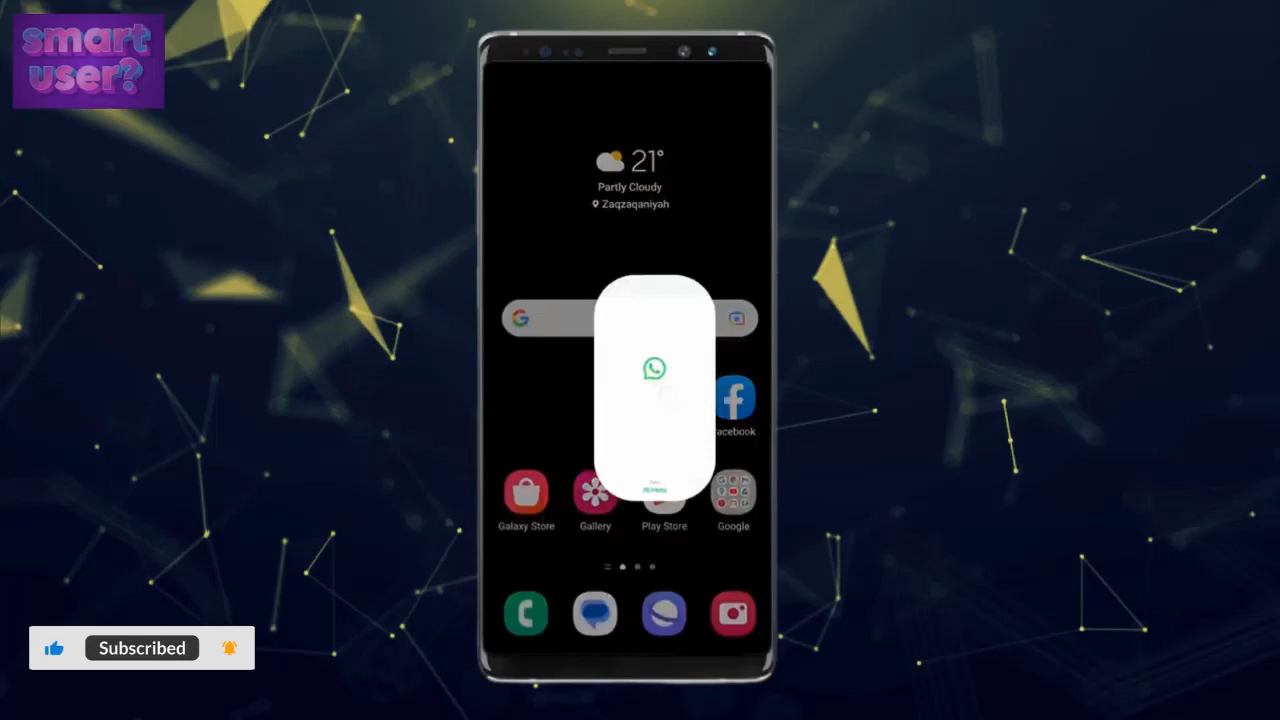 smart
user?
21°
Partly Cloudy
Zaqzaqaniyah
acebook
Galaxy Store
Gallery
Play Store
Google
Subscribed